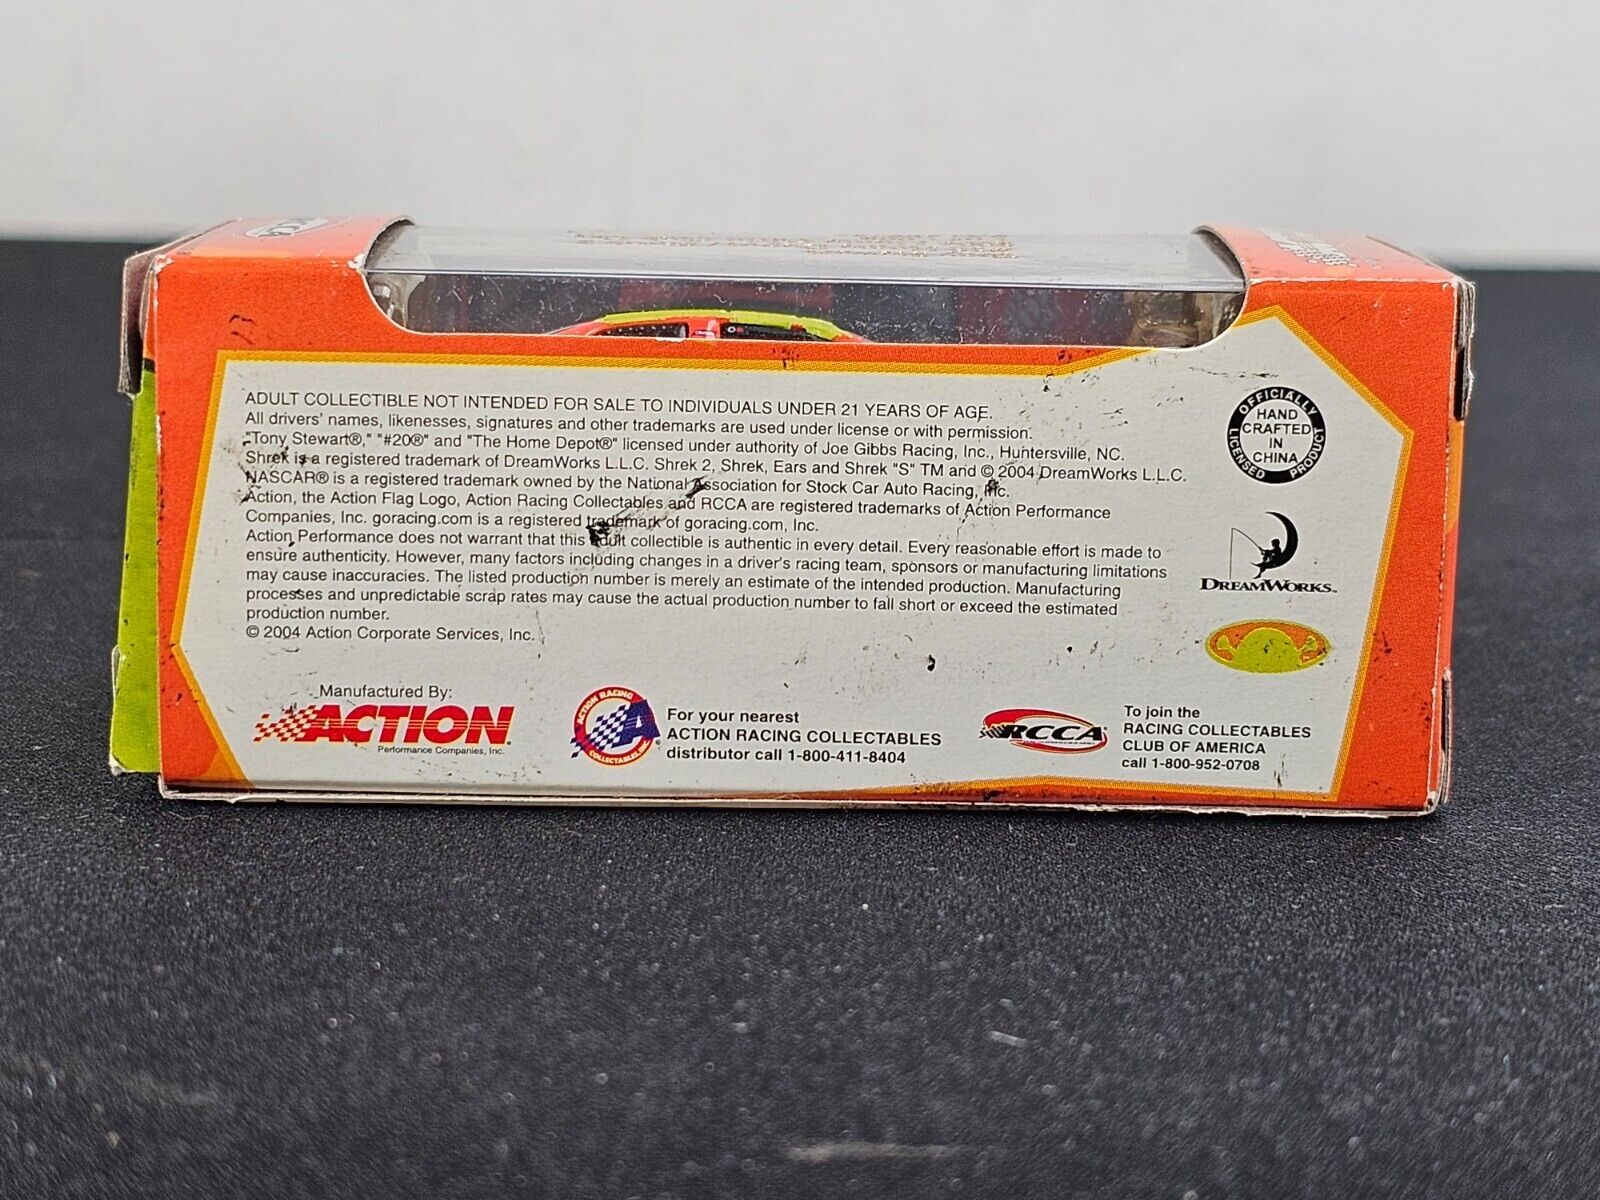 ADULT COLLECTIBLE NOT INTENDED FOR SALE TO INDIVIDUALS UNDER 21 YEARS OF AGE.
All drivers' names, likenesses, signatures and other trademarks are used under license or with permission.
"Tony Stewart®," "#20®" and "The Home Depot®" licensed under authority of Joe Gibbs Racing, Inc., Huntersville, NC.
Shrek is a registered trademark of DreamWorks L.L.C. Shrek 2, Shrek, Ears and Shrek "S" TM and © 2004 DreamWorks L.L.C.
NASCAR® is a registered trademark owned by the National Association for Stock Car Auto Racing, Inc.
Action, the Action Flag Logo, Action Racing Collectables and RCCA are registered trademarks of Action Performance
Companies, Inc. goracing.com is a registered trademark of goracing.com, Inc.
Action Performance does not warrant that this adult collectible is authentic in every detail. Every reasonable effort is made to
ensure authenticity. However, many factors including changes in a driver's racing team, sponsors or manufacturing limitations
may cause inaccuracies. The listed production number is merely an estimate of the intended production. Manufacturing
processes and unpredictable scrap rates may cause the actual production number to fall short or exceed the estimated
production number.
© 2004 Action Corporate Services, Inc.
OFFICIALLY
LICENSED
PRODUCT
HAND
CRAFTED
IN
CHINA
DREAMWORKS™
Manufactured By:
ACTION
Performance Companies, Inc.
ACTION RACING
COLLECTABLES, INC.
A
For your nearest
ACTION RACING COLLECTABLES
distributor call 1-800-411-8404
RCCA
To join the
RACING COLLECTABLES
CLUB OF AMERICA
call 1-800-952-0708